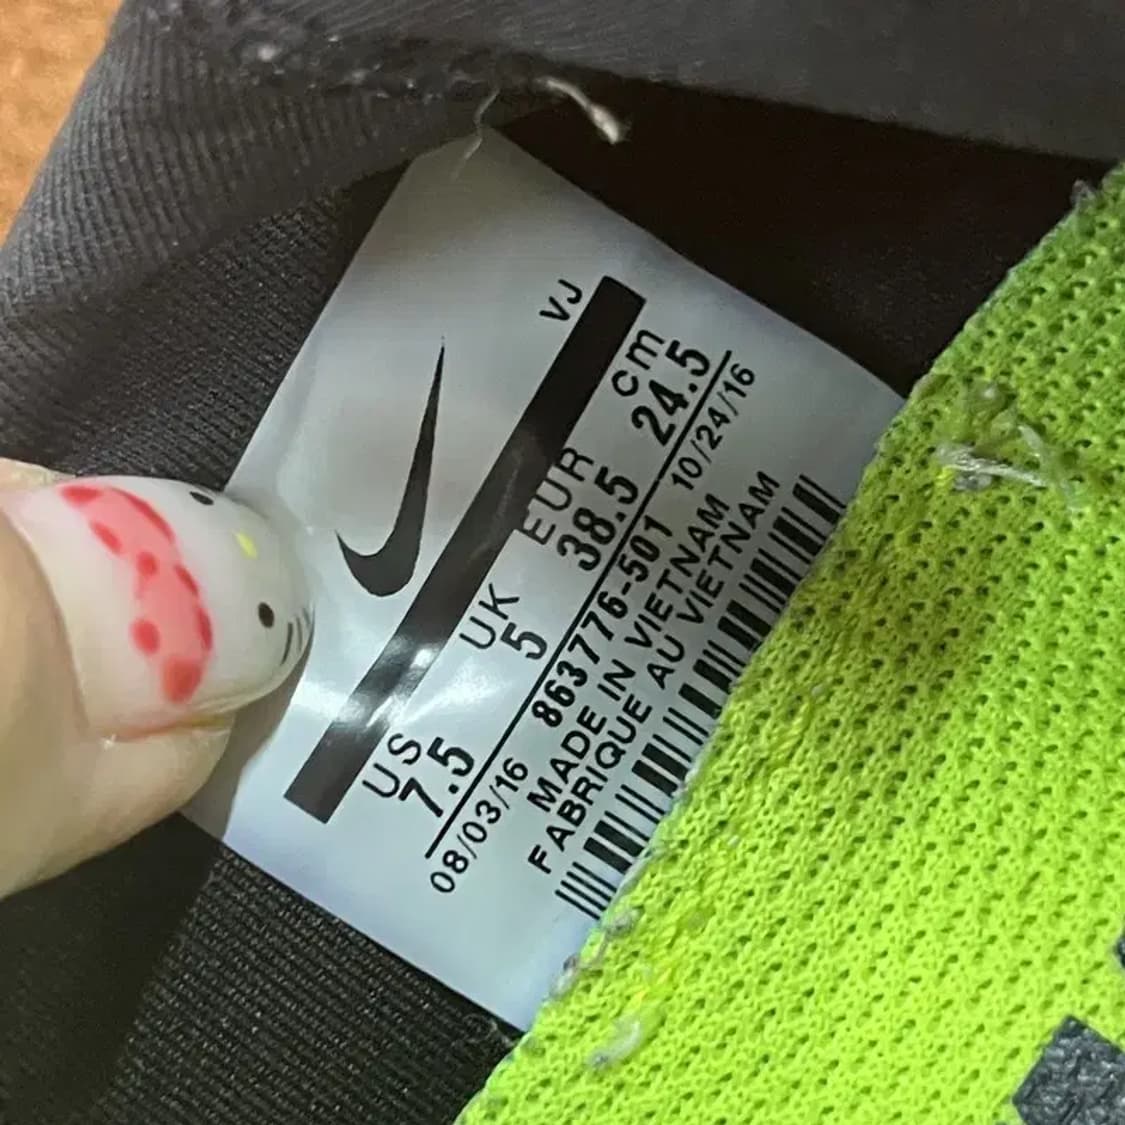 VJ
US UK EUR cm
7.5 5 38.5 24.5
08/03/16 863776-501 10/24/16
MADE IN VIETNAM
FABRIQUE AU VIETNAM